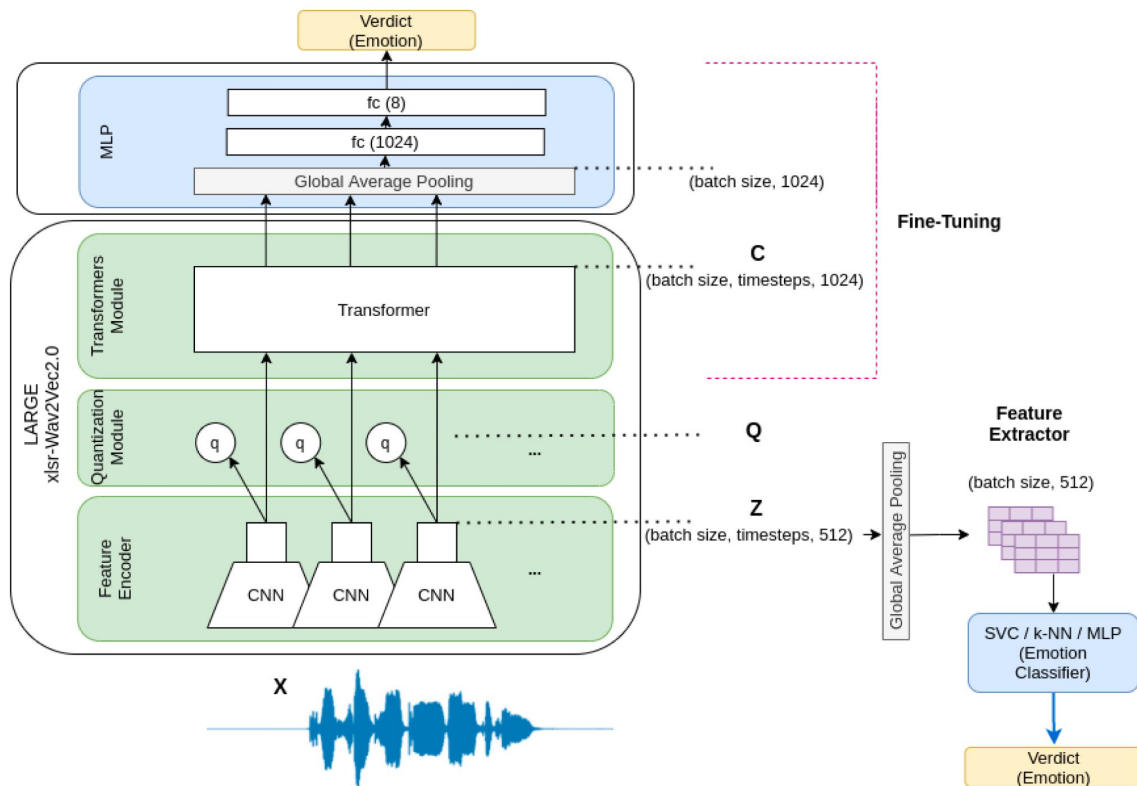 Verdict
(Emotion)
MLP
fc (8)
fc (1024)
Global Average Pooling
(batch size, 1024)
Fine-Tuning
LARGE
xlsr-Wav2Vec2.0
Transformers
Module
Transformer
C
(batch size, timesteps, 1024)
Quantization
Module
q
q
q
...
Q
Feature
Encoder
CNN
CNN
CNN
...
Z
(batch size, timesteps, 512)
Global Average Pooling
Feature
Extractor
(batch size, 512)
SVC / k-NN / MLP
(Emotion
Classifier)
Verdict
(Emotion)
X